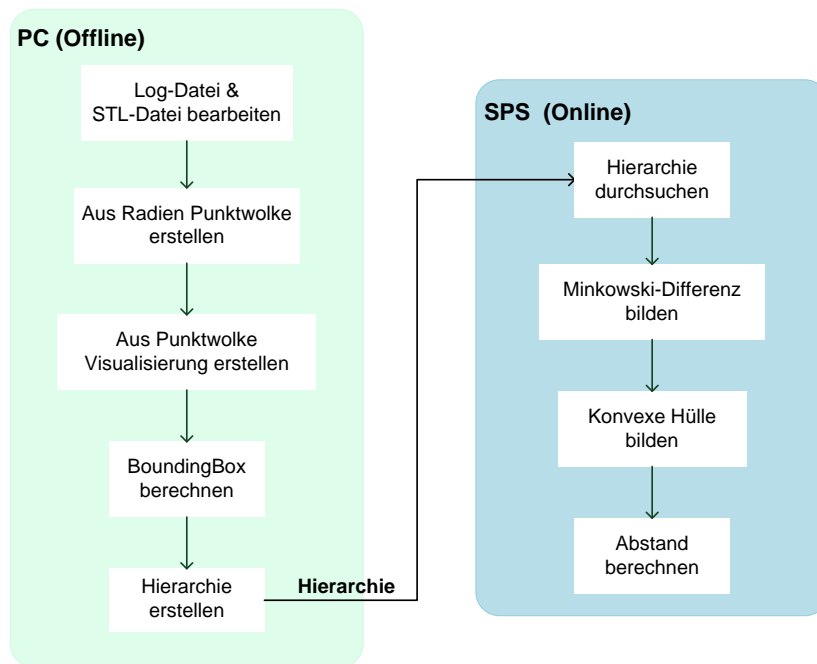 PC (Offline)
Log-Datei &
STL-Datei bearbeiten
Aus Radien Punktwolke
erstellen
Aus Punktwolke
Visualisierung erstellen
BoundingBox
berechnen
Hierarchie
erstellen
Hierarchie
SPS  (Online)
Hierarchie
durchsuchen
Minkowski-Differenz
bilden
Konvexe Hülle
bilden
Abstand
berechnen